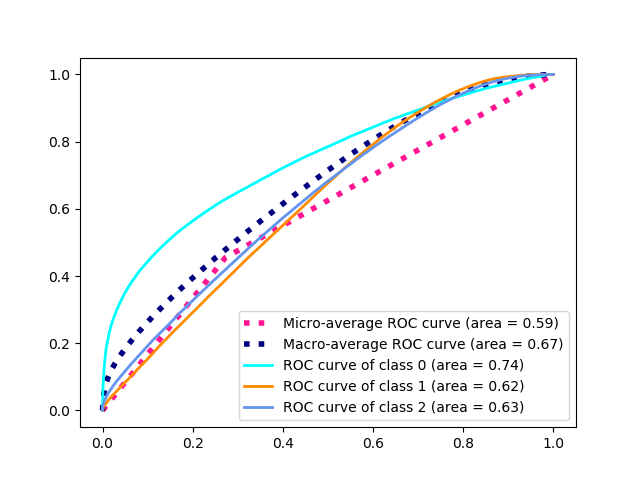 1.0
0.8
0.6
0.4
0.2
0.0
Micro-average ROC curve (area = 0.59)
Macro-average ROC curve (area = 0.67)
ROC curve of class 0 (area = 0.74)
ROC curve of class 1 (area = 0.62)
ROC curve of class 2 (area = 0.63)
0.0 0.2 0.4 0.6 0.8 1.0